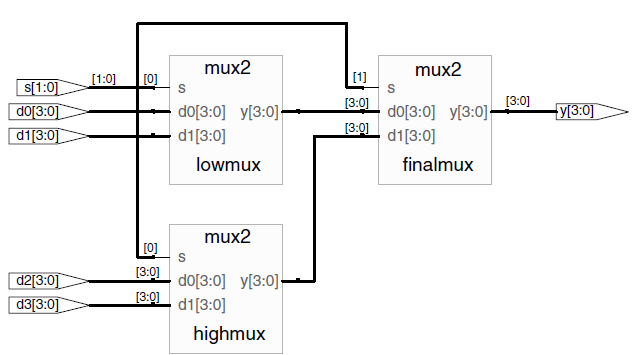 mux2
mux2
s[1:0]
[1:0]
[0]
s
[1]
s
d0[3:0]
d0[3:0]
y[3:0]
[3:0]
d0[3:0]
y[3:0]
[3:0]
y[3:0]
d1[3:0]
d1[3:0]
[3:0]
d1[3:0]
lowmux
finalmux
mux2
[0]
s
d2[3:0]
[3:0]
d0[3:0]
y[3:0]
d3[3:0]
[3:0]
d1[3:0]
highmux